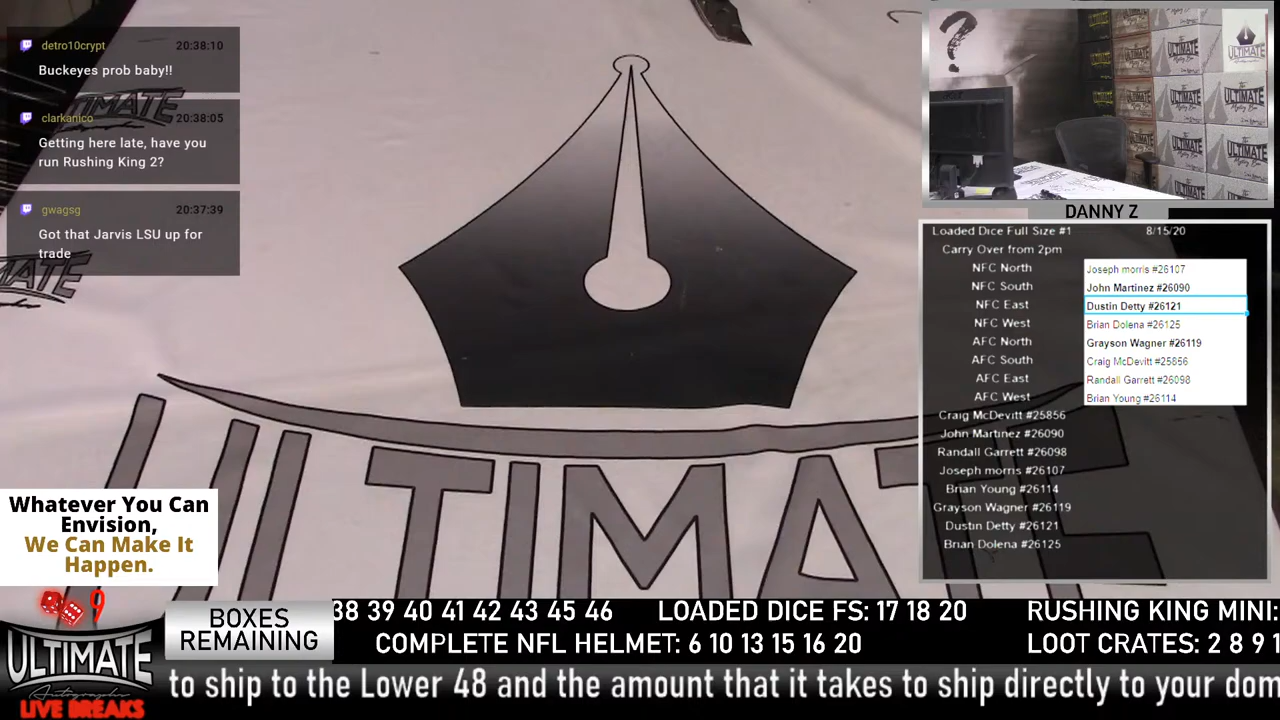 detro10crypt 20:38:10
Buckeyes prob baby!!
clarkanico 20:38:05
Getting here late, have you
run Rushing King 2?
gwagsg 20:37:39
Got that Jarvis LSU up for
trade
ULTIMATE
DANNY Z
Loaded Dice Full Size #1 8/15/20
Carry Over from 2pm
NFC North Joseph morris #26107
NFC South John Martinez #26090
NFC East Dustin Detty #26121
NFC West Brian Dolena #26125
AFC North Grayson Wagner #26119
AFC South Craig McDevitt #25856
AFC East Randall Garrett #26098
AFC West Brian Young #26114
Craig McDevitt #25856
John Martinez #26090
Randall Garrett #26098
Joseph morris #26107
Brian Young #26114
Grayson Wagner #26119
Dustin Detty #26121
Brian Dolena #26125
Whatever You Can
Envision,
We Can Make It
Happen.
9
ULTIMATE
Autographs
LIVE BREAKS
BOXES
REMAINING
38 39 40 41 42 43 45 46 LOADED DICE FS: 17 18 20 RUSHING KING MINI:
COMPLETE NFL HELMET: 6 10 13 15 16 20 LOOT CRATES: 2 8 9 1
to ship to the Lower 48 and the amount that it takes to ship directly to your dom